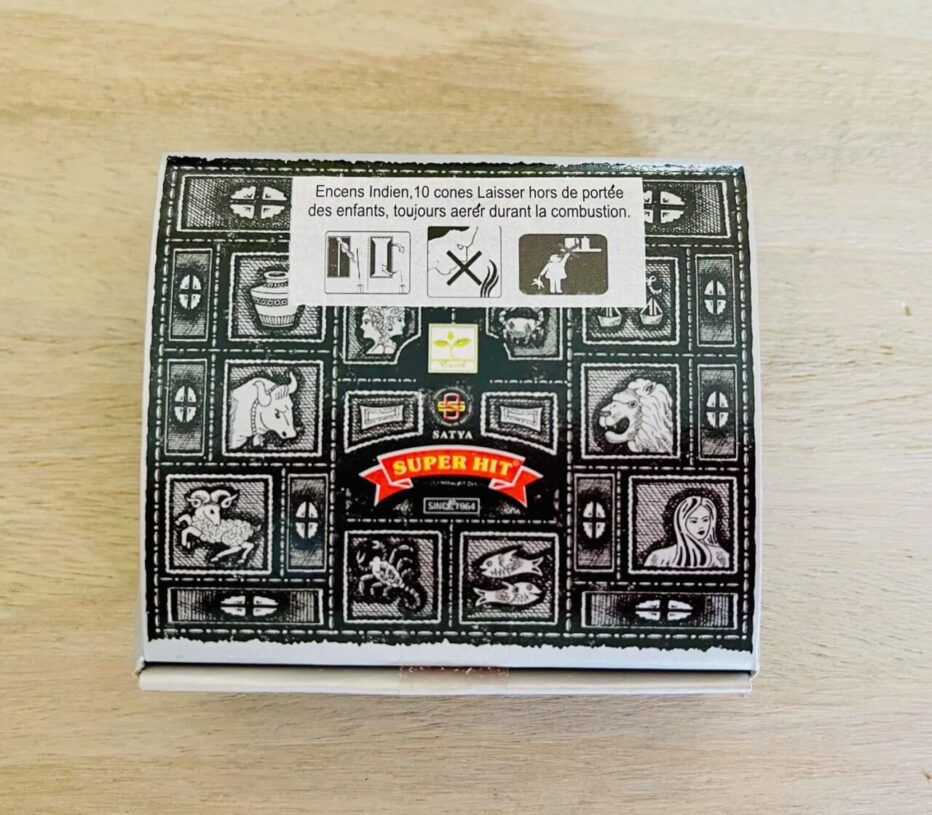 Encens Indien,10 cones Laisser hors de portée
des enfants, toujours aerér durant la combustion.
SATYA
SUPER HIT®
SINCE 1964